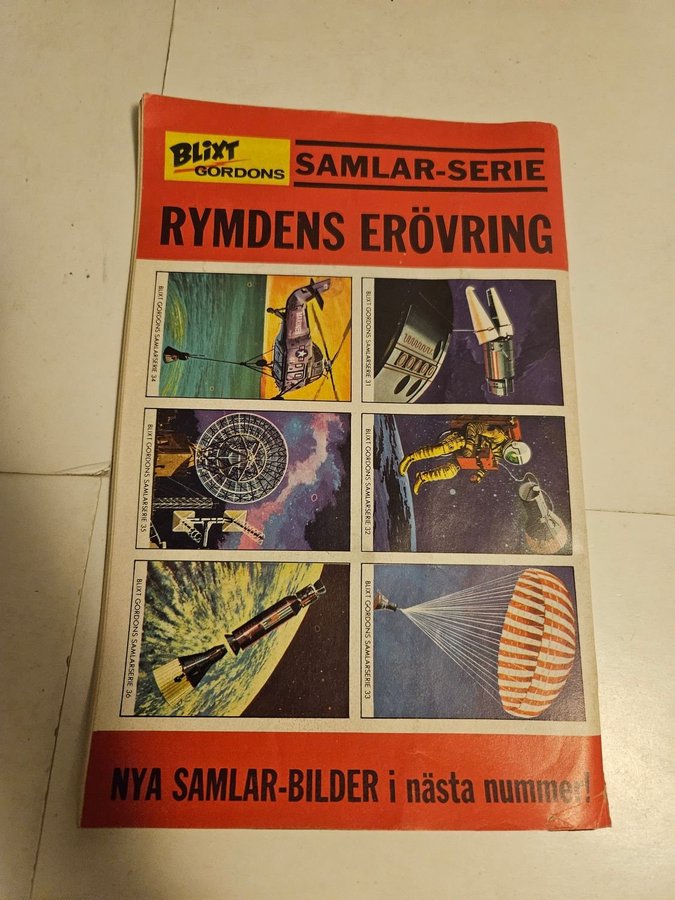 BLIXT
GORDONS
SAMLAR-SERIE
RYMDENS ERÖVRING
BLIXT GORDONS SAMLARSERIE 34
BLIXT GORDONS SAMLARSERIE 31
BLIXT GORDONS SAMLARSERIE 35
BLIXT GORDONS SAMLARSERIE 32
BLIXT GORDONS SAMLARSERIE 36
BLIXT GORDONS SAMLARSERIE 33
NYA SAMLAR-BILDER i nästa nummer!